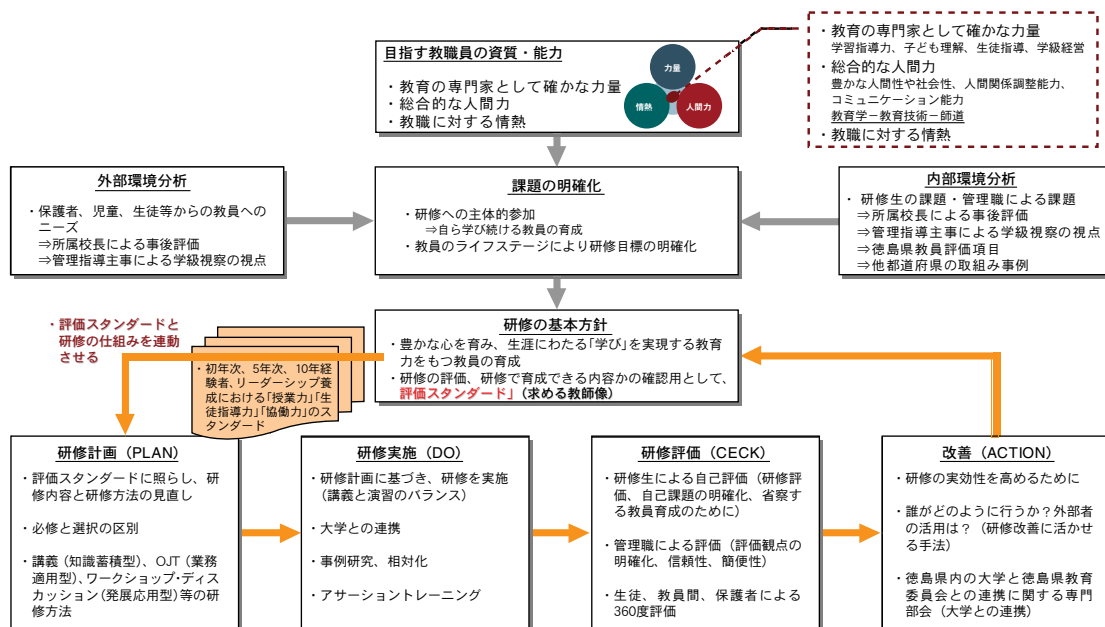 目指す教職員の資質・能力
・教育の専門家として確かな力量
・総合的な人間力
・教職に対する情熱
力量
情熱
人間力
・教育の専門家として確かな力量
学習指導力、子ども理解、生徒指導、学級経営
・総合的な人間力
豊かな人間性や社会性、人間関係調整能力、
コミュニケーション能力
教育学－教育技術－師道
・教職に対する情熱
外部環境分析
・保護者、児童、生徒等からの教員への
ニーズ
⇒所属校長による事後評価
⇒管理指導主事による学級視察の視点
課題の明確化
・研修への主体的参加
⇒自ら学び続ける教員の育成
・教員のライフステージにより研修目標の明確化
内部環境分析
・研修生の課題・管理職による課題
⇒所属校長による事後評価
⇒管理指導主事による学級視察の視点
⇒徳島県教員評価項目
⇒他都道府県の取組み事例
・評価スタンダードと
研修の仕組みを連動
させる
・初年次、5年次、10年経
験者、リーダーシップ養
成における「授業力」「生
徒指導力」「協働力」のス
タンダード
研修の基本方針
・豊かな心を育み、生涯にわたる「学び」を実現する教育
力をもつ教員の育成
・研修の評価、研修で育成できる内容かの確認用として、
評価スタンダード」（求める教師像）
研修計画（PLAN）
・評価スタンダードに照らし、研
修内容と研修方法の見直し
・必修と選択の区別
・講義（知識蓄積型）、OJT（業務
適用型）、ワークショップ・ディス
カッション（発展応用型）等の研
修方法
研修実施（DO）
・研修計画に基づき、研修を実施
（講義と演習のバランス）
・大学との連携
・事例研究、相対化
・アサーショントレーニング
研修評価（CECK）
・研修生による自己評価（研修評
価、自己課題の明確化、省察す
る教員育成のために）
・管理職による評価（評価観点の
明確化、信頼性、簡便性）
・生徒、教員間、保護者による
360度評価
改善（ACTION）
・研修の実効性を高めるために
・誰がどのように行うか？外部者
の活用は？（研修改善に活かせ
る手法）
・徳島県内の大学と徳島県教育
委員会との連携に関する専門
部会（大学との連携）